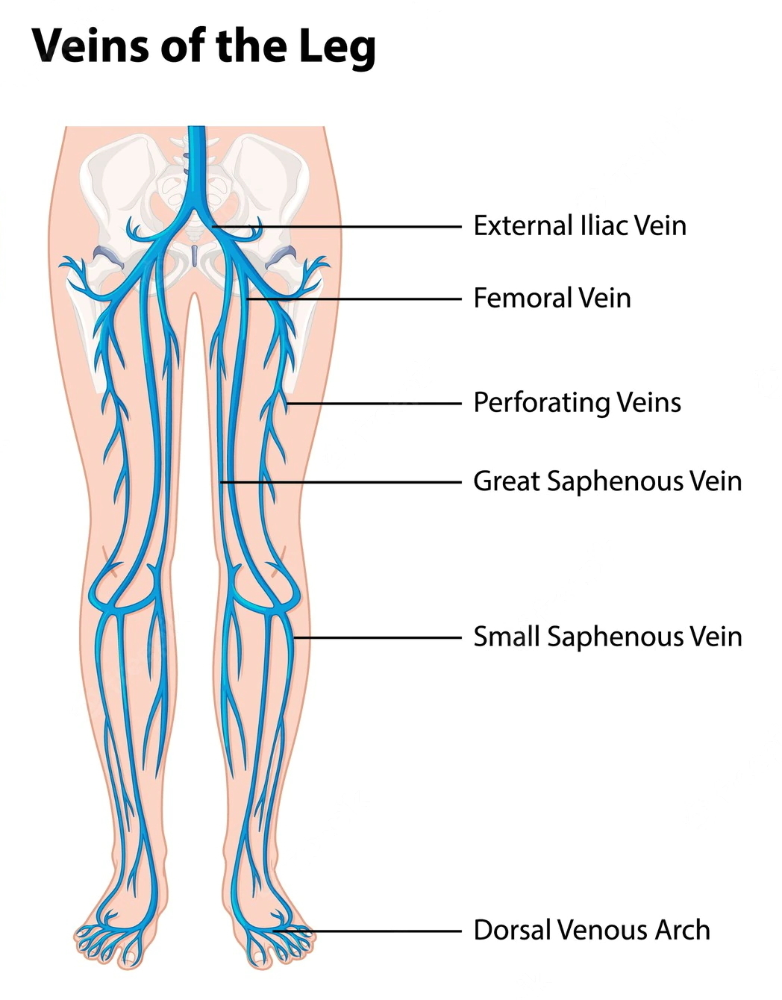 Veins of the Leg
External Iliac Vein
Femoral Vein
Perforating Veins
Great Saphenous Vein
Small Saphenous Vein
Dorsal Venous Arch